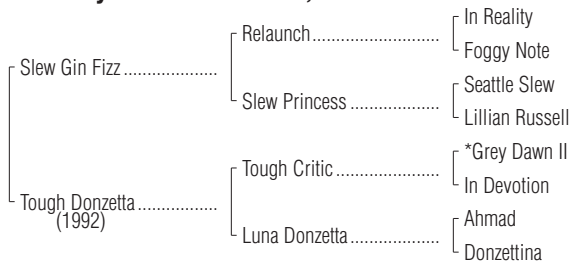 In Reality
Relaunch..........................
Foggy Note
Slew Gin Fizz....................
Seattle Slew
Slew Princess...................
Lillian Russell
*Grey Dawn II
Tough Critic......................
In Devotion
Tough Donzetta.................
(1992)
Ahmad
Luna Donzetta...................
Donzettina